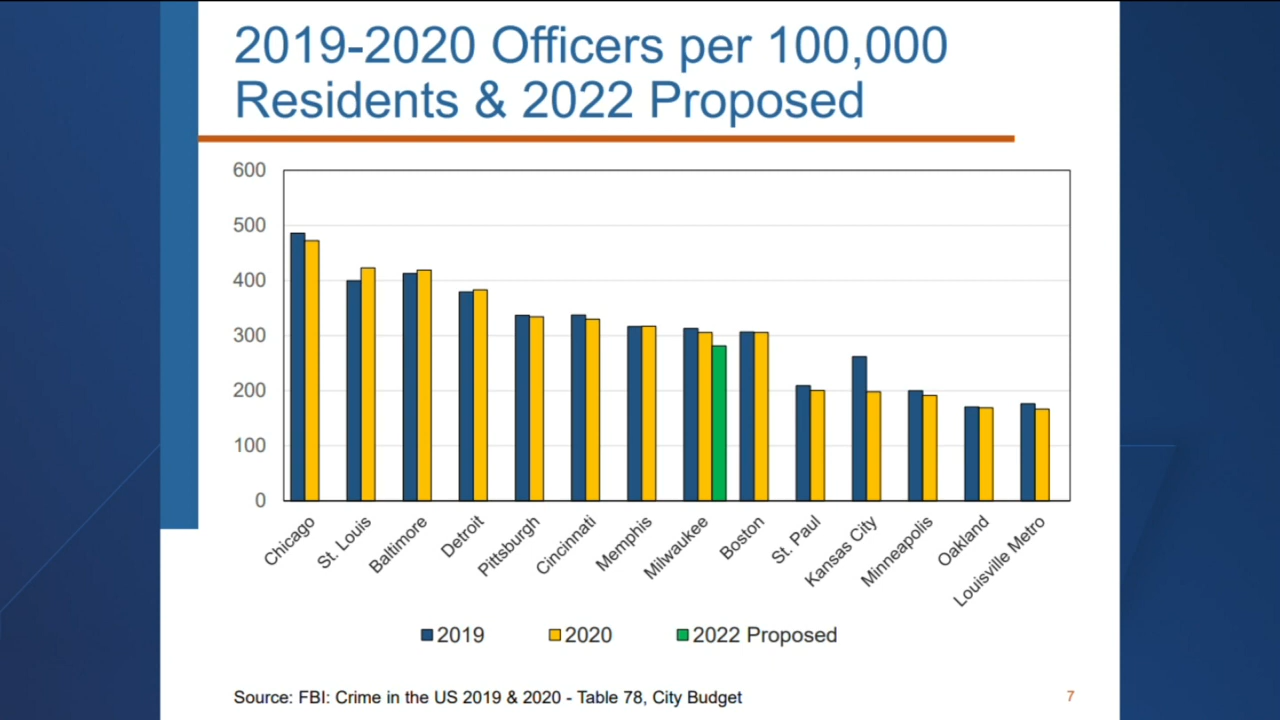 2019-2020 Officers per 100,000
Residents & 2022 Proposed
600
500
400
300
200
100
0
Chicago
St. Louis
Baltimore
Detroit
Pittsburgh
Cincinnati
Memphis
Milwaukee
Boston
St. Paul
Kansas City
Minneapolis
Oakland
Louisville Metro
2019
2020
2022 Proposed
Source: FBI: Crime in the US 2019 & 2020 - Table 78, City Budget
7